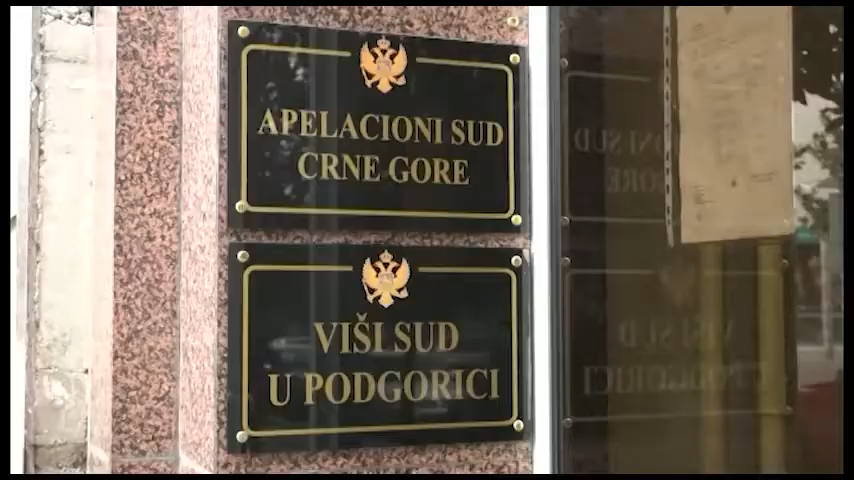 APELACIONI SUD
CRNE GORE
VIŠI SUD
U PODGORICI